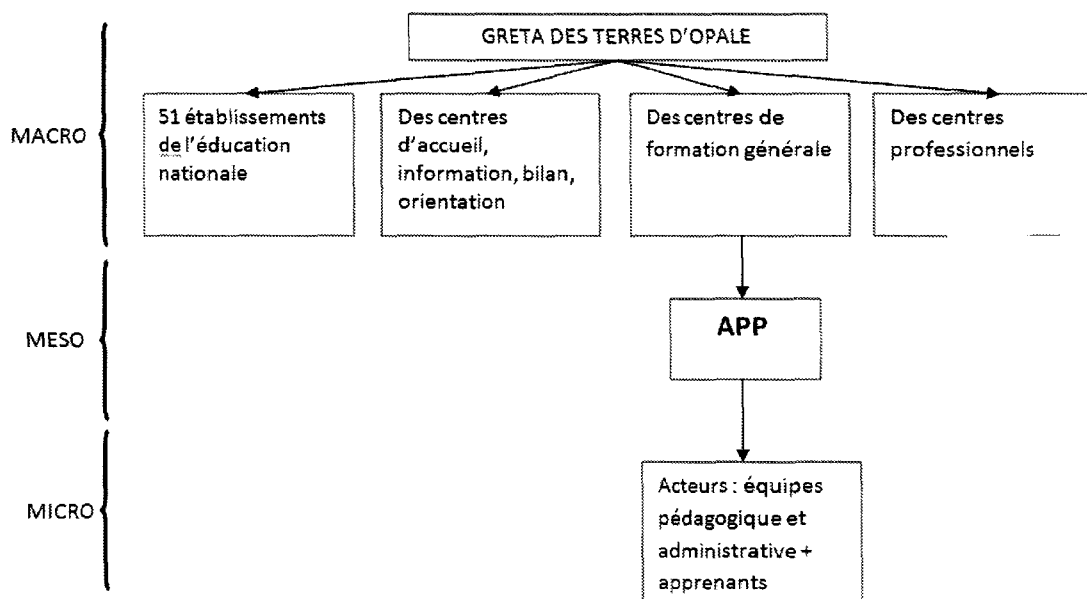 GRETA DES TERRES D'OPALE
MACRO
51 établissements
de l'éducation
nationale
Des centres
d'accueil,
information, bilan,
orientation
Des centres de
formation générale
Des centres
professionnels
MESO
APP
MICRO
Acteurs : équipes
pédagogique et
administrative +
apprenants